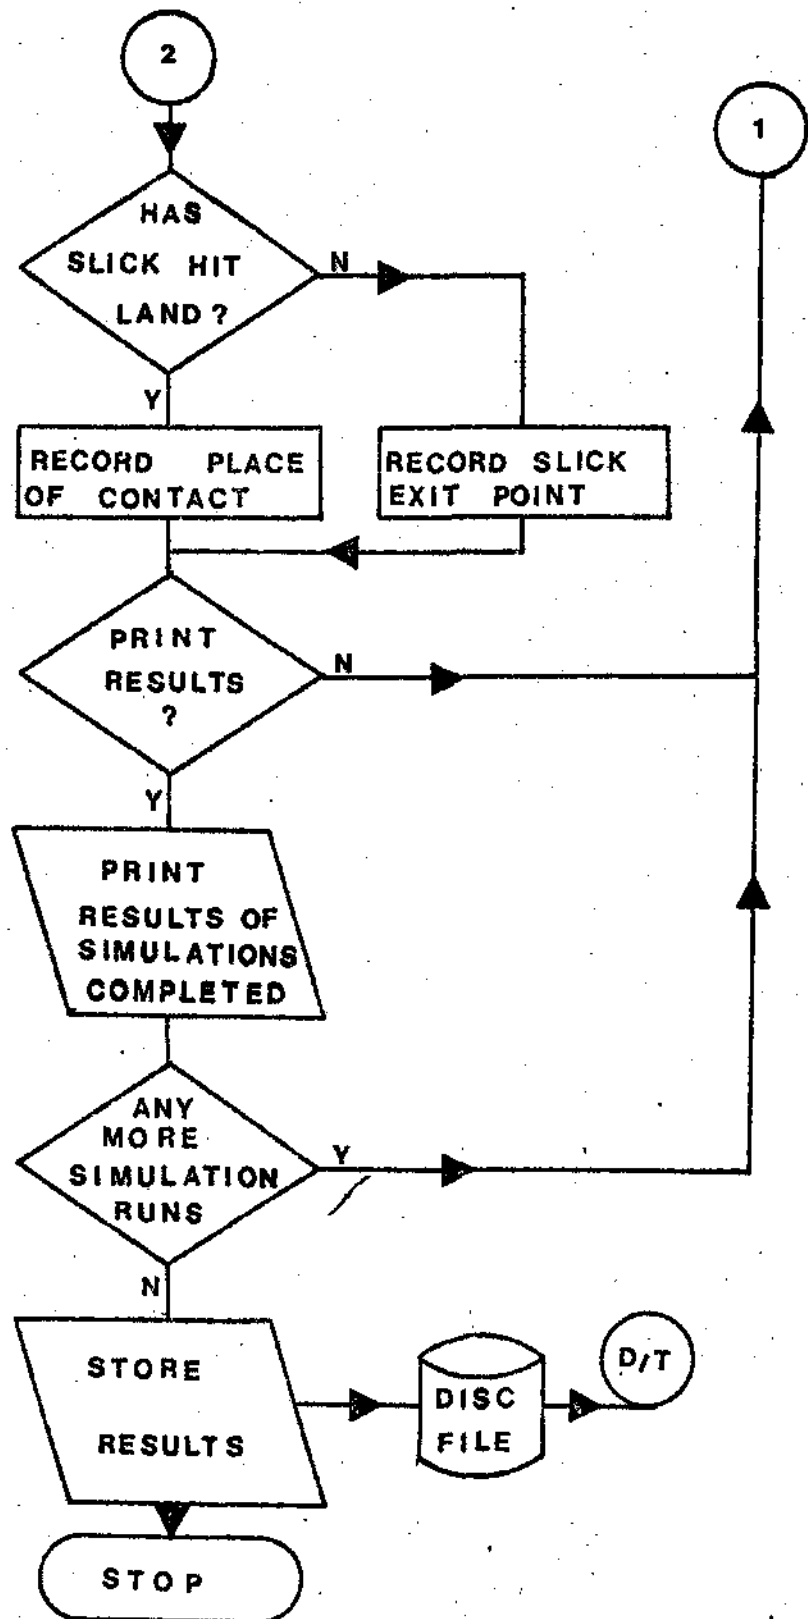 2
1
HAS
SLICK HIT
LAND?
N
Y
RECORD PLACE
OF CONTACT
RECORD SLICK
EXIT POINT
PRINT
RESULTS
?
N
Y
PRINT
RESULTS OF
SIMULATIONS
COMPLETED
ANY
MORE
SIMULATION
RUNS
Y
N
STORE
RESULTS
DISC
FILE
D/T
STOP